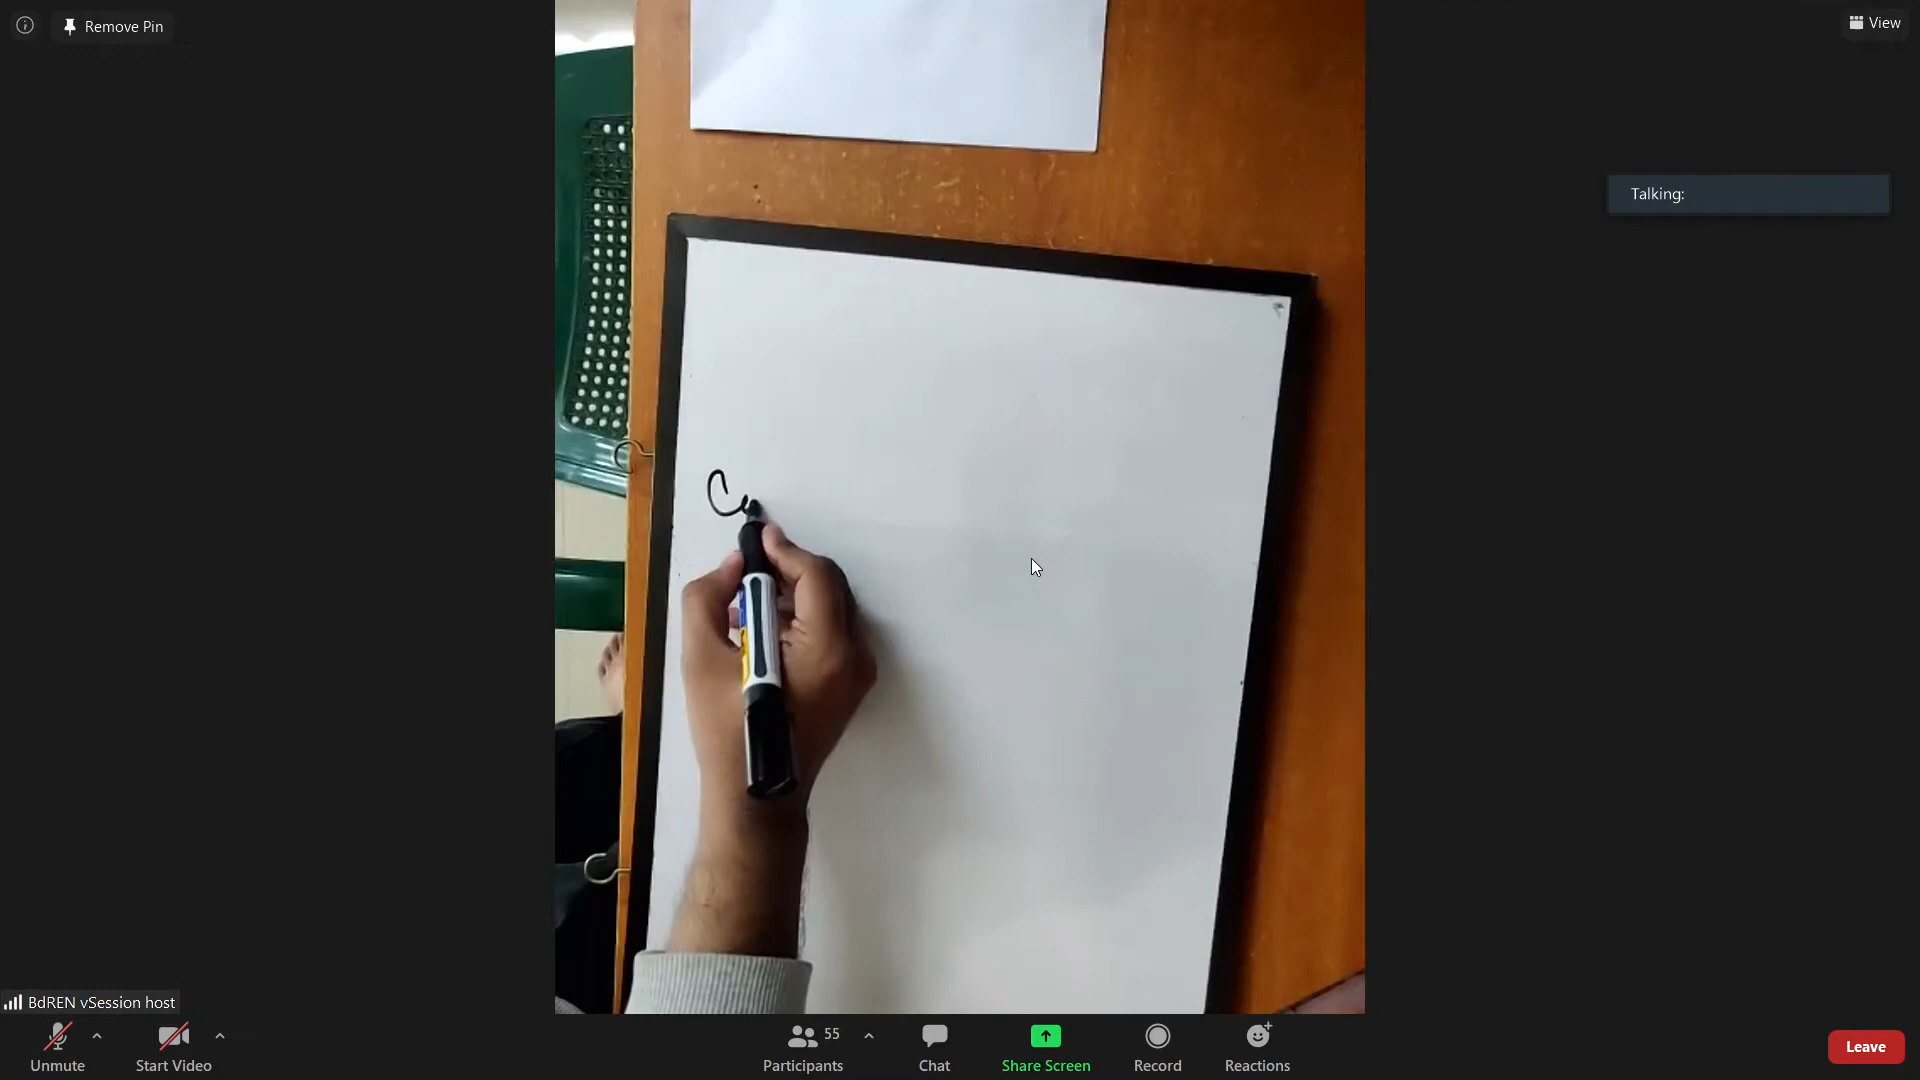 Remove Pin
View
Talking:
BdREN vSession host
Unmute
Start Video
55
Participants
Chat
Share Screen
Record
Reactions
Leave